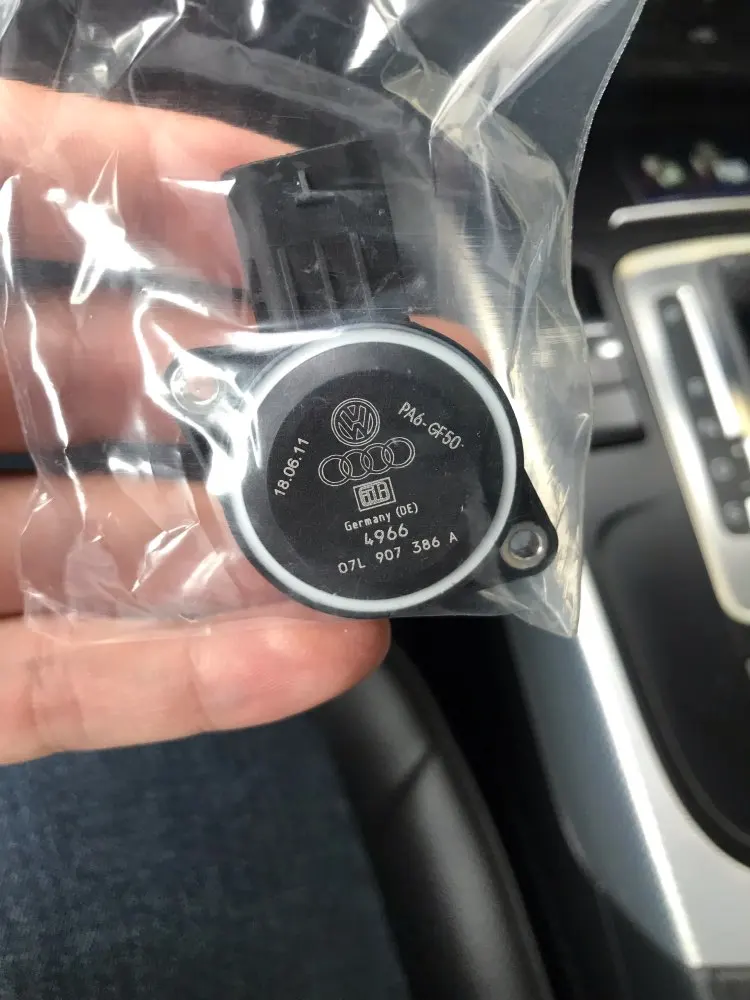 18.06.11
PA6-GF50
Germany (DE)
4966
07L 907 386 A